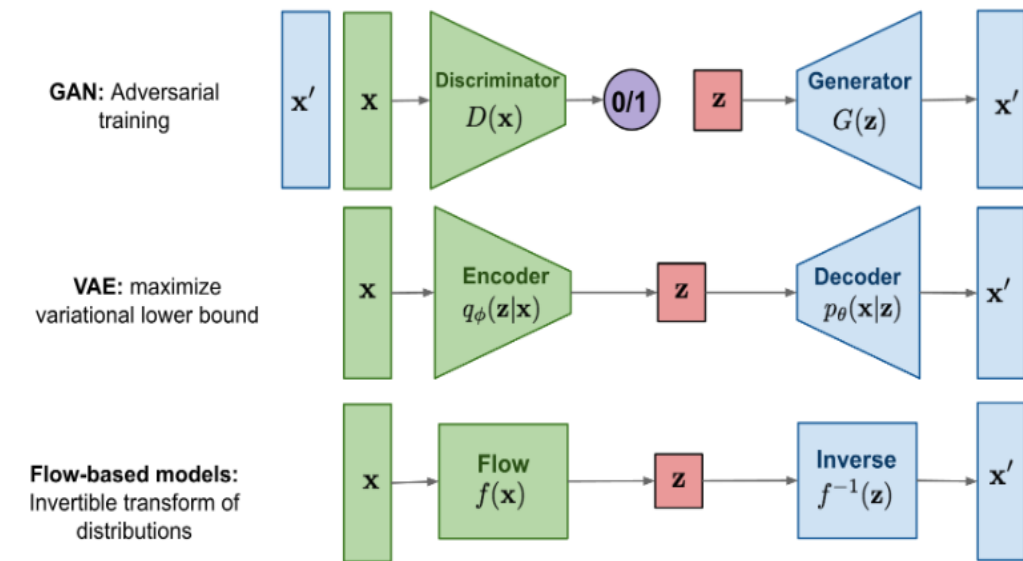 GAN: Adversarial
training
x′
x
Discriminator
D(x)
0/1
z
Generator
G(z)
x′
VAE: maximize
variational lower bound
x
Encoder
qϕ(z|x)
z
Decoder
pθ(x|z)
x′
Flow-based models:
Invertible transform of
distributions
x
Flow
f(x)
z
Inverse
f⁻¹(z)
x′